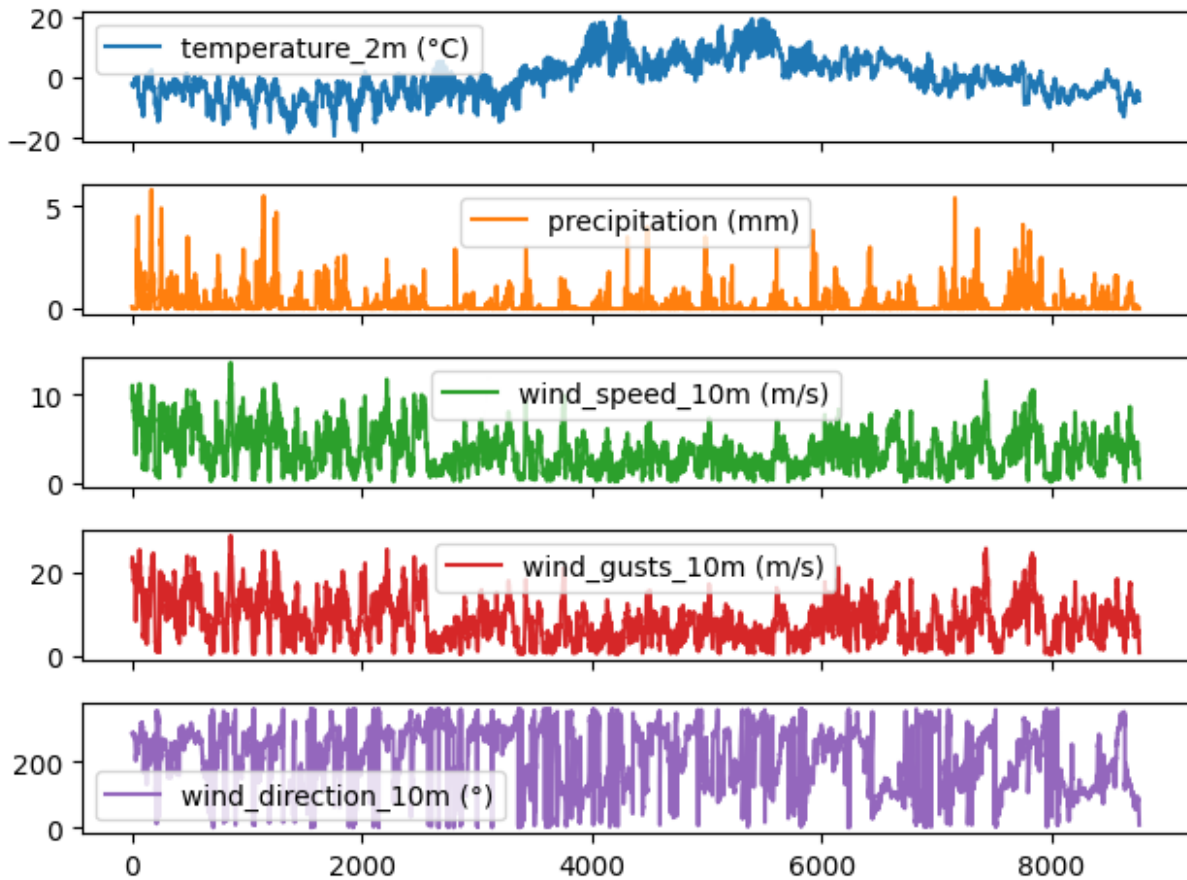 20
0
−20
temperature_2m (°C)
5
0
precipitation (mm)
10
0
wind_speed_10m (m/s)
20
0
wind_gusts_10m (m/s)
200
0
wind_direction_10m (°)
0 2000 4000 6000 8000